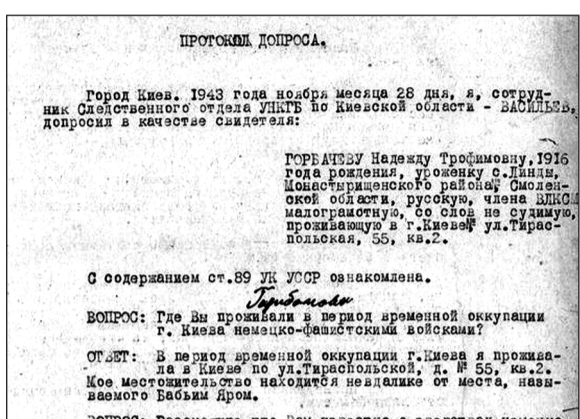 ПРОТОКОЛ ДОПРОСА.
Город Киев. 1943 года ноября месяца 28 дня, я, сотруд-
ник Следственного отдела УНКГБ по Киевской области - ВАСИЛЬЕВ,
допросил в качестве свидетеля:
ГОРБАЧЕВУ Надежду Трофимовну, 1916
года рождения, уроженку с.Линды,
Монастырищенского района, Смолен-
ской области, русскую, члена ВЛКСМ
малограмотную, со слов не судимую,
проживающую в г.Киеве ул.Тирас-
польская, 55, кв.2.
С содержанием ст.89 УК УССР ознакомлена.
ВОПРОС: Где Вы проживали в период временной оккупации
г. Киева немецко-фашистскими войсками?
ОТВЕТ: В период временной оккупации г.Киева я прожива-
ла в Киеве по ул.Тираспольской, д. № 55, кв.2.
Мое местожительство находится невдалике от места, назы-
ваемого Бабьим Яром.